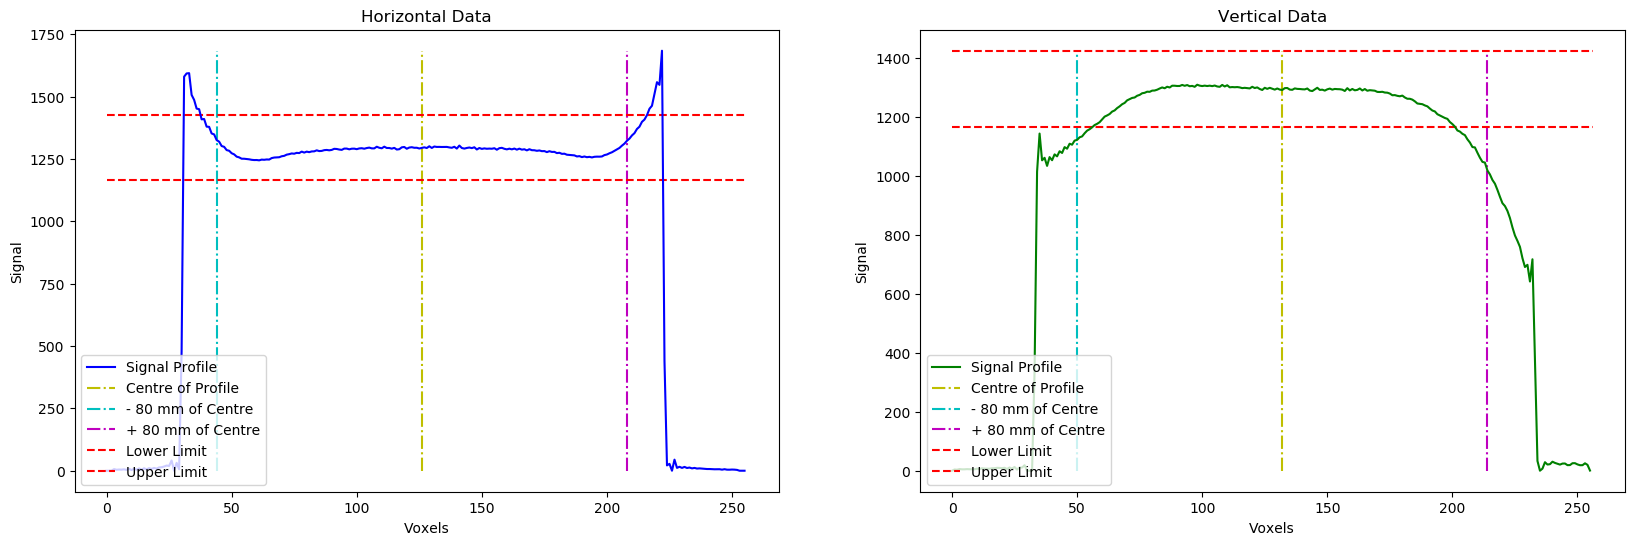 Horizontal Data
1750
1500
1250
1000
750
500
250
0
Signal
Signal Profile
Centre of Profile
- 80 mm of Centre
+ 80 mm of Centre
Lower Limit
Upper Limit
0 50 100 150 200 250
Voxels
Vertical Data
1400
1200
1000
800
600
400
200
0
Signal
Signal Profile
Centre of Profile
- 80 mm of Centre
+ 80 mm of Centre
Lower Limit
Upper Limit
0 50 100 150 200 250
Voxels